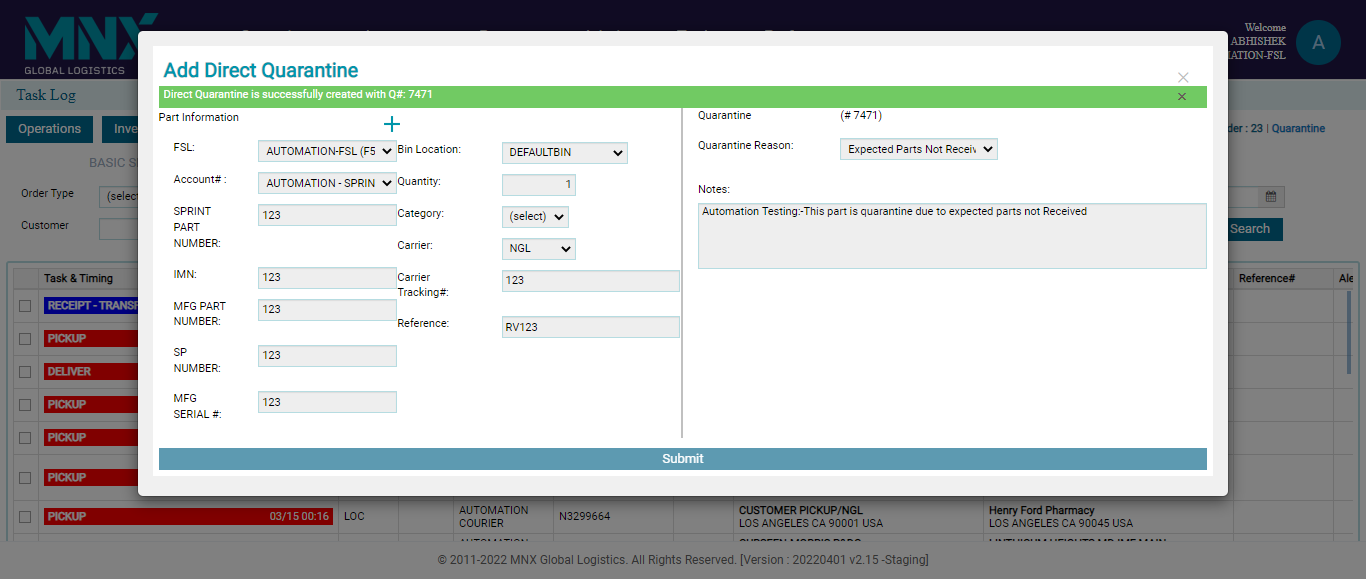 MNX
GLOBAL LOGISTICS
Welcome
ABHISHEK
ATION-FSL
A
Task Log
Operations
Inve
der : 23 | Quarantine
BASIC S
Order Type
(select
Customer
Search
Add Direct Quarantine
×
Direct Quarantine is successfully created with Q#: 7471
×
Part Information
+
FSL:
AUTOMATION-FSL (F5
Bin Location:
DEFAULTBIN
Account# :
AUTOMATION - SPRIN
Quantity:
1
SPRINT
PART
NUMBER:
123
Category:
(select)
Carrier:
NGL
IMN:
123
Carrier
Tracking#:
123
MFG PART
NUMBER:
123
Reference:
RV123
SP
NUMBER:
123
MFG
SERIAL #:
123
Quarantine
(# 7471)
Quarantine Reason:
Expected Parts Not Receiv
Notes:
Automation Testing:-This part is quarantine due to expected parts not Received
Submit
Task & Timing
Reference#
Ale
RECEIPT - TRANSF
PICKUP
DELIVER
PICKUP
PICKUP
PICKUP
PICKUP 03/15 00:16
LOC
AUTOMATION
COURIER
N3299664
CUSTOMER PICKUP/NGL
LOS ANGELES CA 90001 USA
Henry Ford Pharmacy
LOS ANGELES CA 90045 USA
© 2011-2022 MNX Global Logistics. All Rights Reserved. [Version : 20220401 v2.15 -Staging]